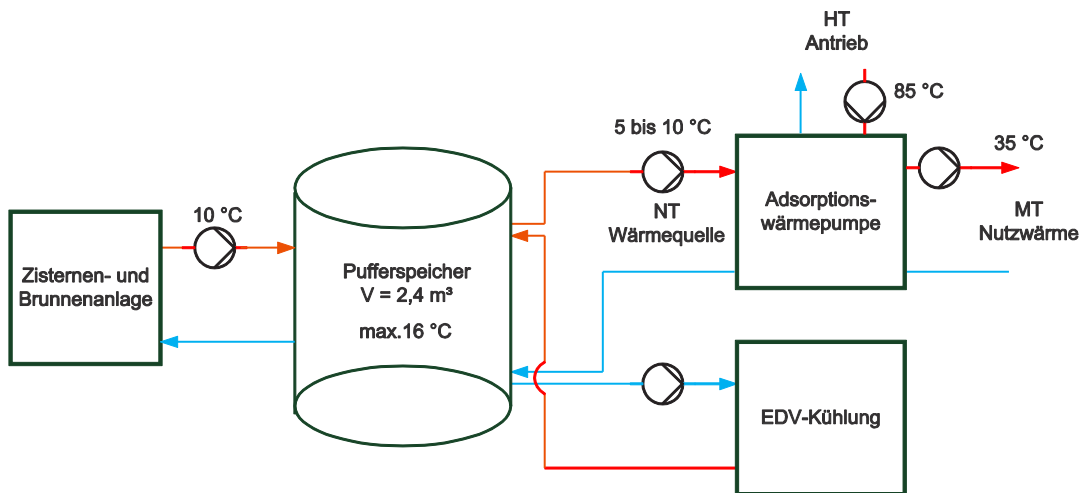 HT
Antrieb
85 °C
5 bis 10 °C
35 °C
NT
Wärmequelle
Adsorptions-
wärmepumpe
MT
Nutzwärme
10 °C
Zisternen- und
Brunnenanlage
Pufferspeicher
V = 2,4 m³
max.16 °C
EDV-Kühlung